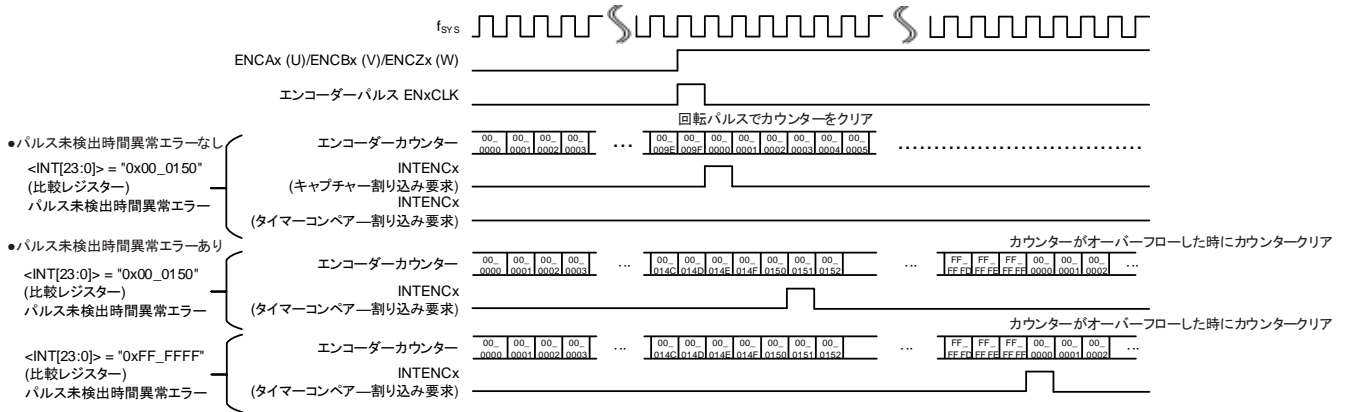 fSYS
ENCAx (U)/ENCBx (V)/ENCZx (W)
エンコーダーパルス ENxCLK
回転パルスでカウンターをクリア
●パルス未検出時間異常エラーなし
<INT[23:0]> = "0x00_0150"
(比較レジスター)
パルス未検出時間異常エラー
エンコーダーカウンター
00_0000 00_0001 00_0002 00_0003 ... 00_009E 00_009F 00_0000 00_0001 00_0002 00_0003 00_0004 00_0005
INTENCx
(キャプチャー割り込み要求)
INTENCx
(タイマーコンペア―割り込み要求)
●パルス未検出時間異常エラーあり
カウンターがオーバーフローした時にカウンタークリア
<INT[23:0]> = "0x00_0150"
(比較レジスター)
パルス未検出時間異常エラー
エンコーダーカウンター
00_0000 00_0001 00_0002 00_0003 ... 00_014C 00_014D 00_014E 00_014F 00_0150 00_0151 00_0152 ... FF_FFFD FF_FFFE FF_FFFF 00_0000 00_0001 00_0002 ...
INTENCx
(タイマーコンペア―割り込み要求)
カウンターがオーバーフローした時にカウンタークリア
<INT[23:0]> = "0xFF_FFFF"
(比較レジスター)
パルス未検出時間異常エラー
エンコーダーカウンター
00_0000 00_0001 00_0002 00_0003 ... 00_014C 00_014D 00_014E 00_014F 00_0150 00_0151 00_0152 ... FF_FFFD FF_FFFE FF_FFFF 00_0000 00_0001 00_0002 ...
INTENCx
(タイマーコンペア―割り込み要求)